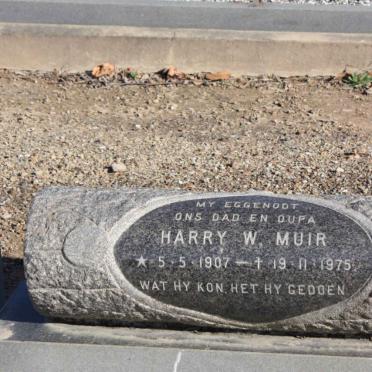 MY EGGENOOT
ONS DAD EN OUPA
HARRY W. MUIR
★ 5.5.1907 — † 19.11.1975
WAT HY KON, HET HY GEDOEN